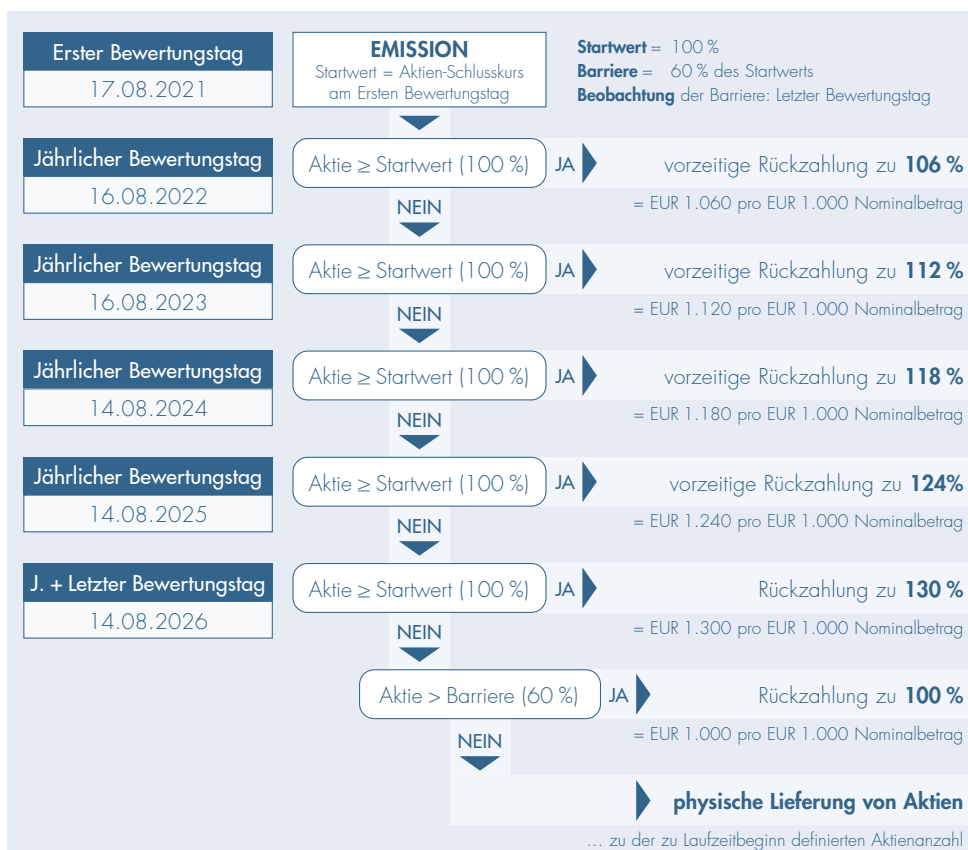 Erster Bewertungstag
17.08.2021
EMISSION
Startwert = Aktien-Schlusskurs
am Ersten Bewertungstag
Startwert = 100 %
Barriere = 60 % des Startwerts
Beobachtung der Barriere: Letzter Bewertungstag
Jährlicher Bewertungstag
16.08.2022
Aktie ≥ Startwert (100 %)
JA
vorzeitige Rückzahlung zu 106 %
= EUR 1.060 pro EUR 1.000 Nominalbetrag
NEIN
Jährlicher Bewertungstag
16.08.2023
Aktie ≥ Startwert (100 %)
JA
vorzeitige Rückzahlung zu 112 %
= EUR 1.120 pro EUR 1.000 Nominalbetrag
NEIN
Jährlicher Bewertungstag
14.08.2024
Aktie ≥ Startwert (100 %)
JA
vorzeitige Rückzahlung zu 118 %
= EUR 1.180 pro EUR 1.000 Nominalbetrag
NEIN
Jährlicher Bewertungstag
14.08.2025
Aktie ≥ Startwert (100 %)
JA
vorzeitige Rückzahlung zu 124%
= EUR 1.240 pro EUR 1.000 Nominalbetrag
NEIN
J. + Letzter Bewertungstag
14.08.2026
Aktie ≥ Startwert (100 %)
JA
Rückzahlung zu 130 %
= EUR 1.300 pro EUR 1.000 Nominalbetrag
NEIN
Aktie > Barriere (60 %)
JA
Rückzahlung zu 100 %
= EUR 1.000 pro EUR 1.000 Nominalbetrag
NEIN
physische Lieferung von Aktien
... zu der zu Laufzeitbeginn definierten Aktienanzahl